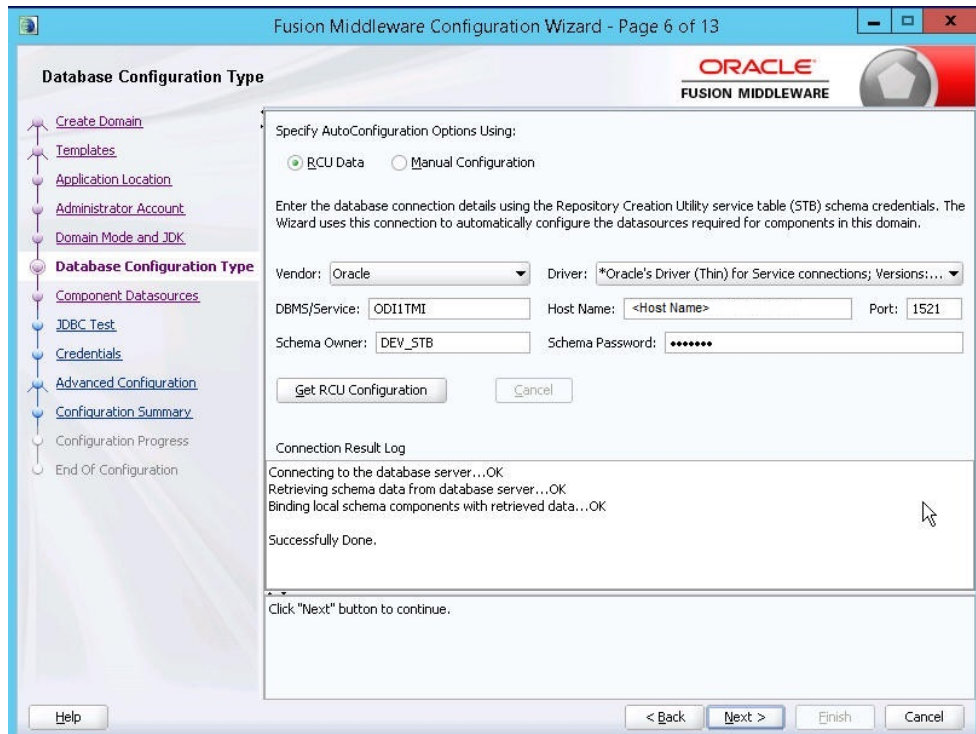 Fusion Middleware Configuration Wizard - Page 6 of 13
Database Configuration Type
ORACLE
FUSION MIDDLEWARE
Create Domain
Templates
Application Location
Administrator Account
Domain Mode and JDK
Database Configuration Type
Component Datasources
JDBC Test
Credentials
Advanced Configuration
Configuration Summary
Configuration Progress
End Of Configuration
Specify AutoConfiguration Options Using:
RCU Data Manual Configuration
Enter the database connection details using the Repository Creation Utility service table (STB) schema credentials. The
Wizard uses this connection to automatically configure the datasources required for components in this domain.
Vendor: Oracle Driver: *Oracle's Driver (Thin) for Service connections; Versions:...
DBMS/Service: ODI1TMI Host Name: <Host Name> Port: 1521
Schema Owner: DEV_STB Schema Password: •••••••
Get RCU Configuration Cancel
Connection Result Log
Connecting to the database server...OK
Retrieving schema data from database server...OK
Binding local schema components with retrieved data...OK
Successfully Done.
Click "Next" button to continue.
Help < Back Next > Finish Cancel